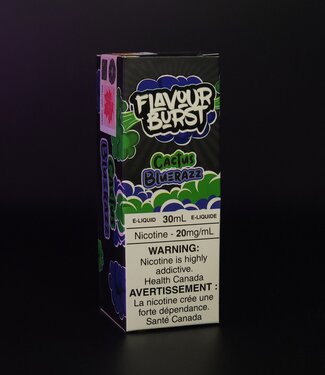 FLAVOUR
BURST
CACTUS
BLUERAZZ
E-LIQUID 30mL E-LIQUIDE
Nicotine - 20mg/mL
WARNING:
Nicotine is highly
addictive.
Health Canada
AVERTISSEMENT :
La nicotine crée une
forte dépendance.
Santé Canada